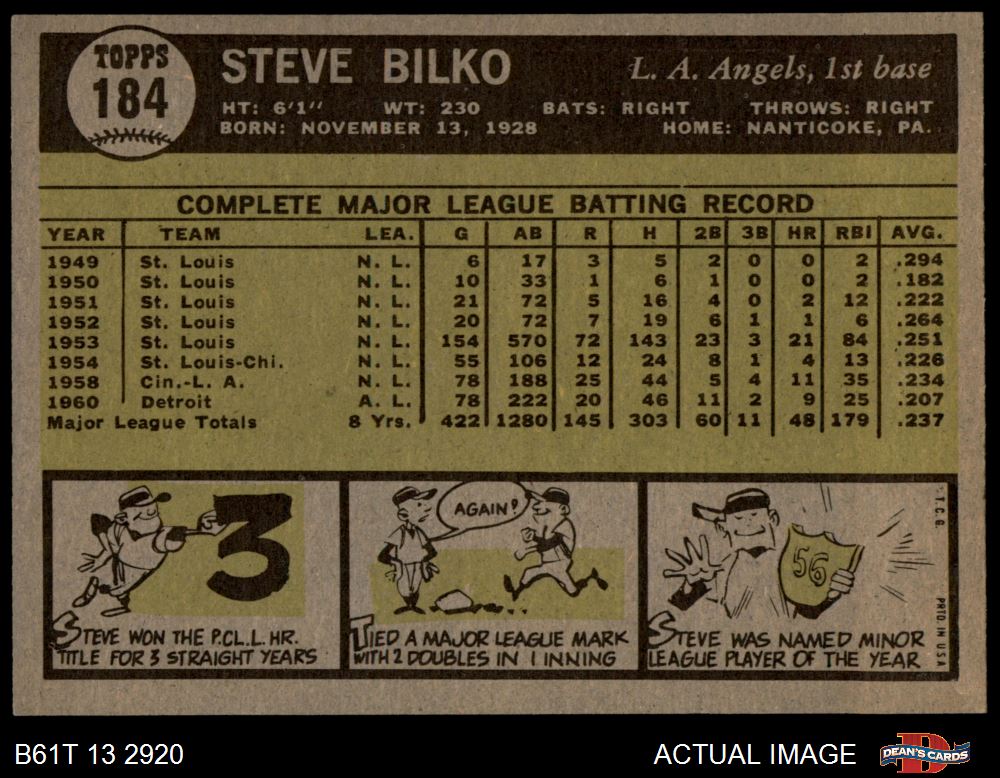 TOPPS
184
STEVE BILKO
L. A. Angels, 1st base
HT: 6'1" WT: 230 BATS: RIGHT THROWS: RIGHT
BORN: NOVEMBER 13, 1928 HOME: NANTICOKE, PA.
COMPLETE MAJOR LEAGUE BATTING RECORD
YEAR TEAM LEA. G AB R H 2B 3B HR RBI AVG.
1949 St. Louis N. L. 6 17 3 5 2 0 0 2 .294
1950 St. Louis N. L. 10 33 1 6 1 0 0 2 .182
1951 St. Louis N. L. 21 72 5 16 4 0 2 12 .222
1952 St. Louis N. L. 20 72 7 19 6 1 1 6 .264
1953 St. Louis N. L. 154 570 72 143 23 3 21 84 .251
1954 St. Louis-Chi. N. L. 55 106 12 24 8 1 4 13 .226
1958 Cin.-L. A. N. L. 78 188 25 44 5 4 11 35 .234
1960 Detroit A. L. 78 222 20 46 11 2 9 25 .207
Major League Totals 8 Yrs. 422 1280 145 303 60 11 48 179 .237
3
STEVE WON THE P.C.L. H.R.
TITLE FOR 3 STRAIGHT YEARS
AGAIN?
TIED A MAJOR LEAGUE MARK
WITH 2 DOUBLES IN 1 INNING
56
STEVE WAS NAMED MINOR
LEAGUE PLAYER OF THE YEAR
T. C. G.
PRTD. IN U S A
B61T 13 2920
ACTUAL IMAGE
D
DEAN'S CARDS